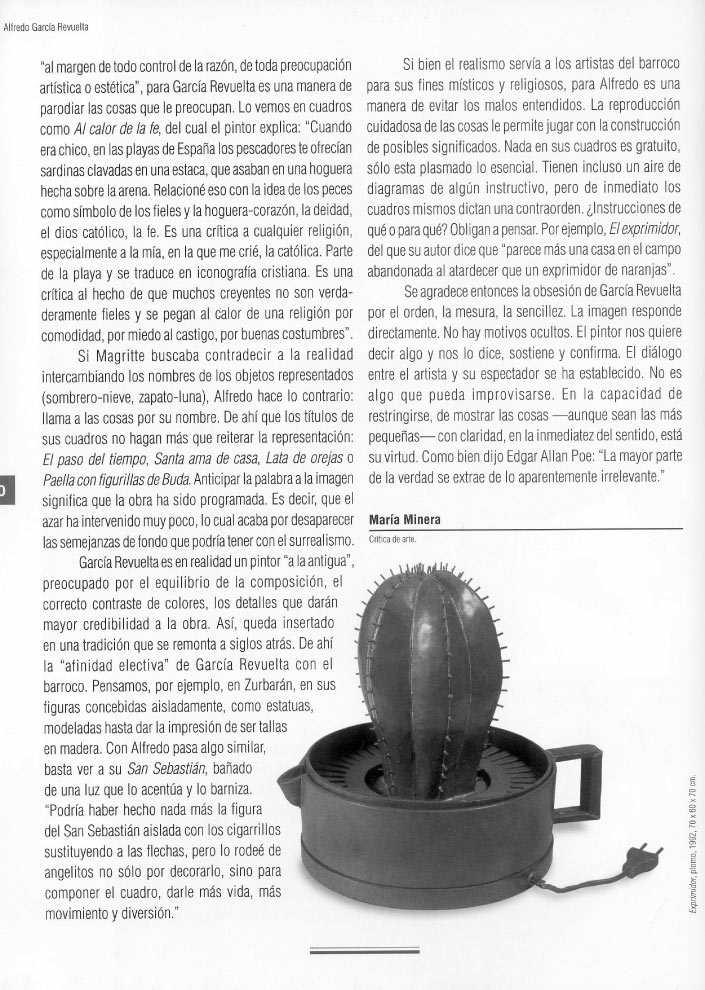 Alfredo García Revuelta
“al margen de todo control de la razón, de toda preocupación
artística o estética”, para García Revuelta es una manera de
parodiar las cosas que le preocupan. Lo vemos en cuadros
como Al calor de la fe, del cual el pintor explica: “Cuando
era chico, en las playas de España los pescadores te ofrecían
sardinas clavadas en una estaca, que asaban en una hoguera
hecha sobre la arena. Relacioné eso con la idea de los peces
como símbolo de los fieles y la hoguera-corazón, la deidad,
el dios católico, la fe. Es una crítica a cualquier religión,
especialmente a la mía, en la que me crié, la católica. Parte
de la playa y se traduce en iconografía cristiana. Es una
crítica al hecho de que muchos creyentes no son verda-
deramente fieles y se pegan al calor de una religión por
comodidad, por miedo al castigo, por buenas costumbres”.
Si Magritte buscaba contradecir a la realidad
intercambiando los nombres de los objetos representados
(sombrero-nieve, zapato-luna), Alfredo hace lo contrario:
llama a las cosas por su nombre. De ahí que los títulos de
sus cuadros no hagan más que reiterar la representación:
El paso del tiempo, Santa ama de casa, Lata de orejas o
Paella con figurillas de Buda. Anticipar la palabra a la imagen
significa que la obra ha sido programada. Es decir, que el
azar ha intervenido muy poco, lo cual acaba por desaparecer
las semejanzas de fondo que podría tener con el surrealismo.
García Revuelta es en realidad un pintor “a la antigua”,
preocupado por el equilibrio de la composición, el
correcto contraste de colores, los detalles que darán
mayor credibilidad a la obra. Así, queda insertado
en una tradición que se remonta a siglos atrás. De ahí
la “afinidad electiva” de García Revuelta con el
barroco. Pensamos, por ejemplo, en Zurbarán, en sus
figuras concebidas aisladamente, como estatuas,
modeladas hasta dar la impresión de ser tallas
en madera. Con Alfredo pasa algo similar,
basta ver a su San Sebastián, bañado
de una luz que lo acentúa y lo barniza.
“Podría haber hecho nada más la figura
del San Sebastián aislada con los cigarrillos
sustituyendo a las flechas, pero lo rodeé de
angelitos no sólo por decorarlo, sino para
componer el cuadro, darle más vida, más
movimiento y diversión.”
Si bien el realismo servía a los artistas del barroco
para sus fines místicos y religiosos, para Alfredo es una
manera de evitar los malos entendidos. La reproducción
cuidadosa de las cosas le permite jugar con la construcción
de posibles significados. Nada en sus cuadros es gratuito,
sólo esta plasmado lo esencial. Tienen incluso un aire de
diagramas de algún instructivo, pero de inmediato los
cuadros mismos dictan una contraorden. ¿Instrucciones de
qué o para qué? Obligan a pensar. Por ejemplo, El exprimidor,
del que su autor dice que “parece más una casa en el campo
abandonada al atardecer que un exprimidor de naranjas”.
Se agradece entonces la obsesión de García Revuelta
por el orden, la mesura, la sencillez. La imagen responde
directamente. No hay motivos ocultos. El pintor nos quiere
decir algo y nos lo dice, sostiene y confirma. El diálogo
entre el artista y su espectador se ha establecido. No es
algo que pueda improvisarse. En la capacidad de
restringirse, de mostrar las cosas —aunque sean las más
pequeñas— con claridad, en la inmediatez del sentido, está
su virtud. Como bien dijo Edgar Allan Poe: “La mayor parte
de la verdad se extrae de lo aparentemente irrelevante.”
María Minera
Crítica de arte.
Exprimidor, plomo, 1992, 70 x 60 x 70 cm.